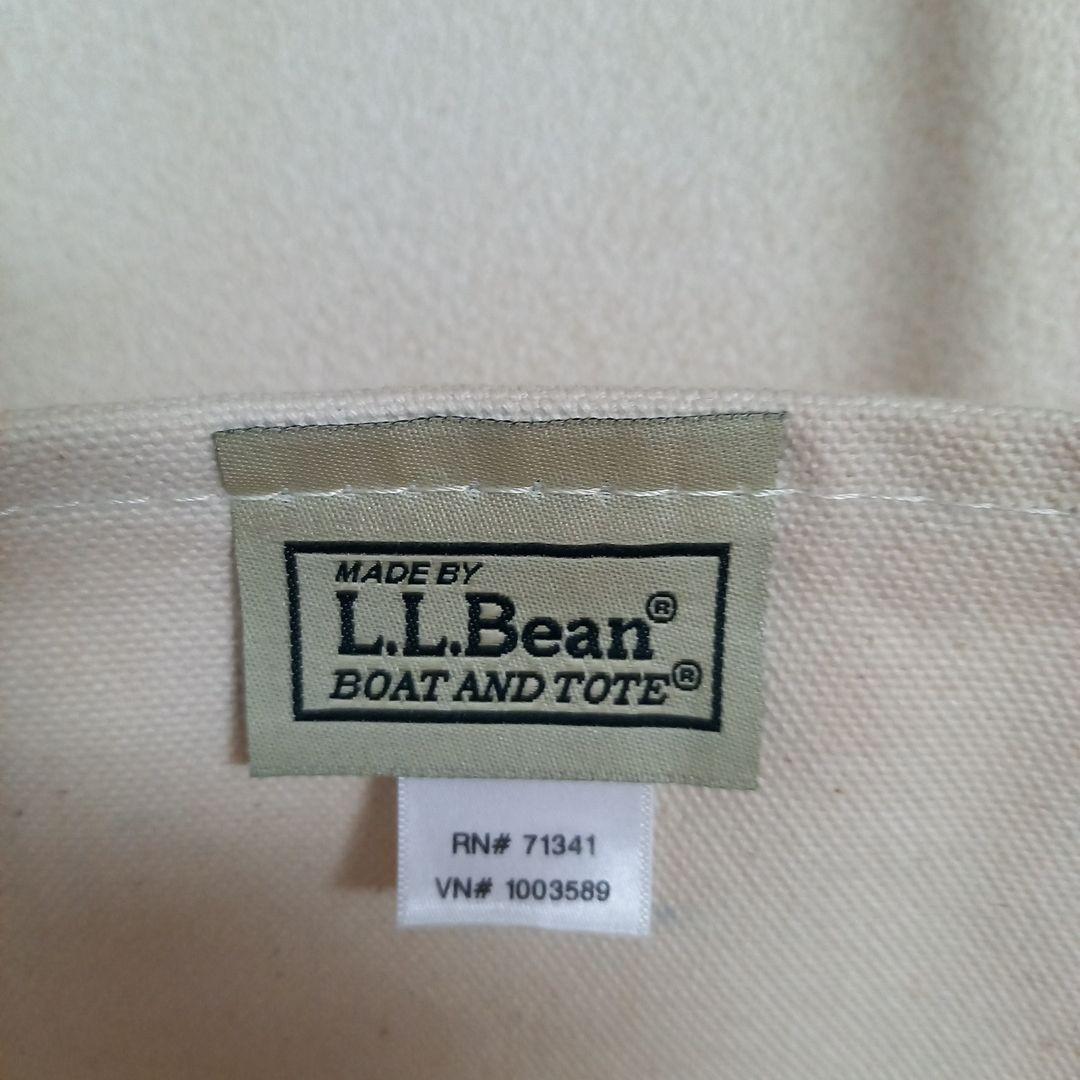 MADE BY
L.L.Bean®
BOAT AND TOTE®
RN# 71341
VN# 1003589